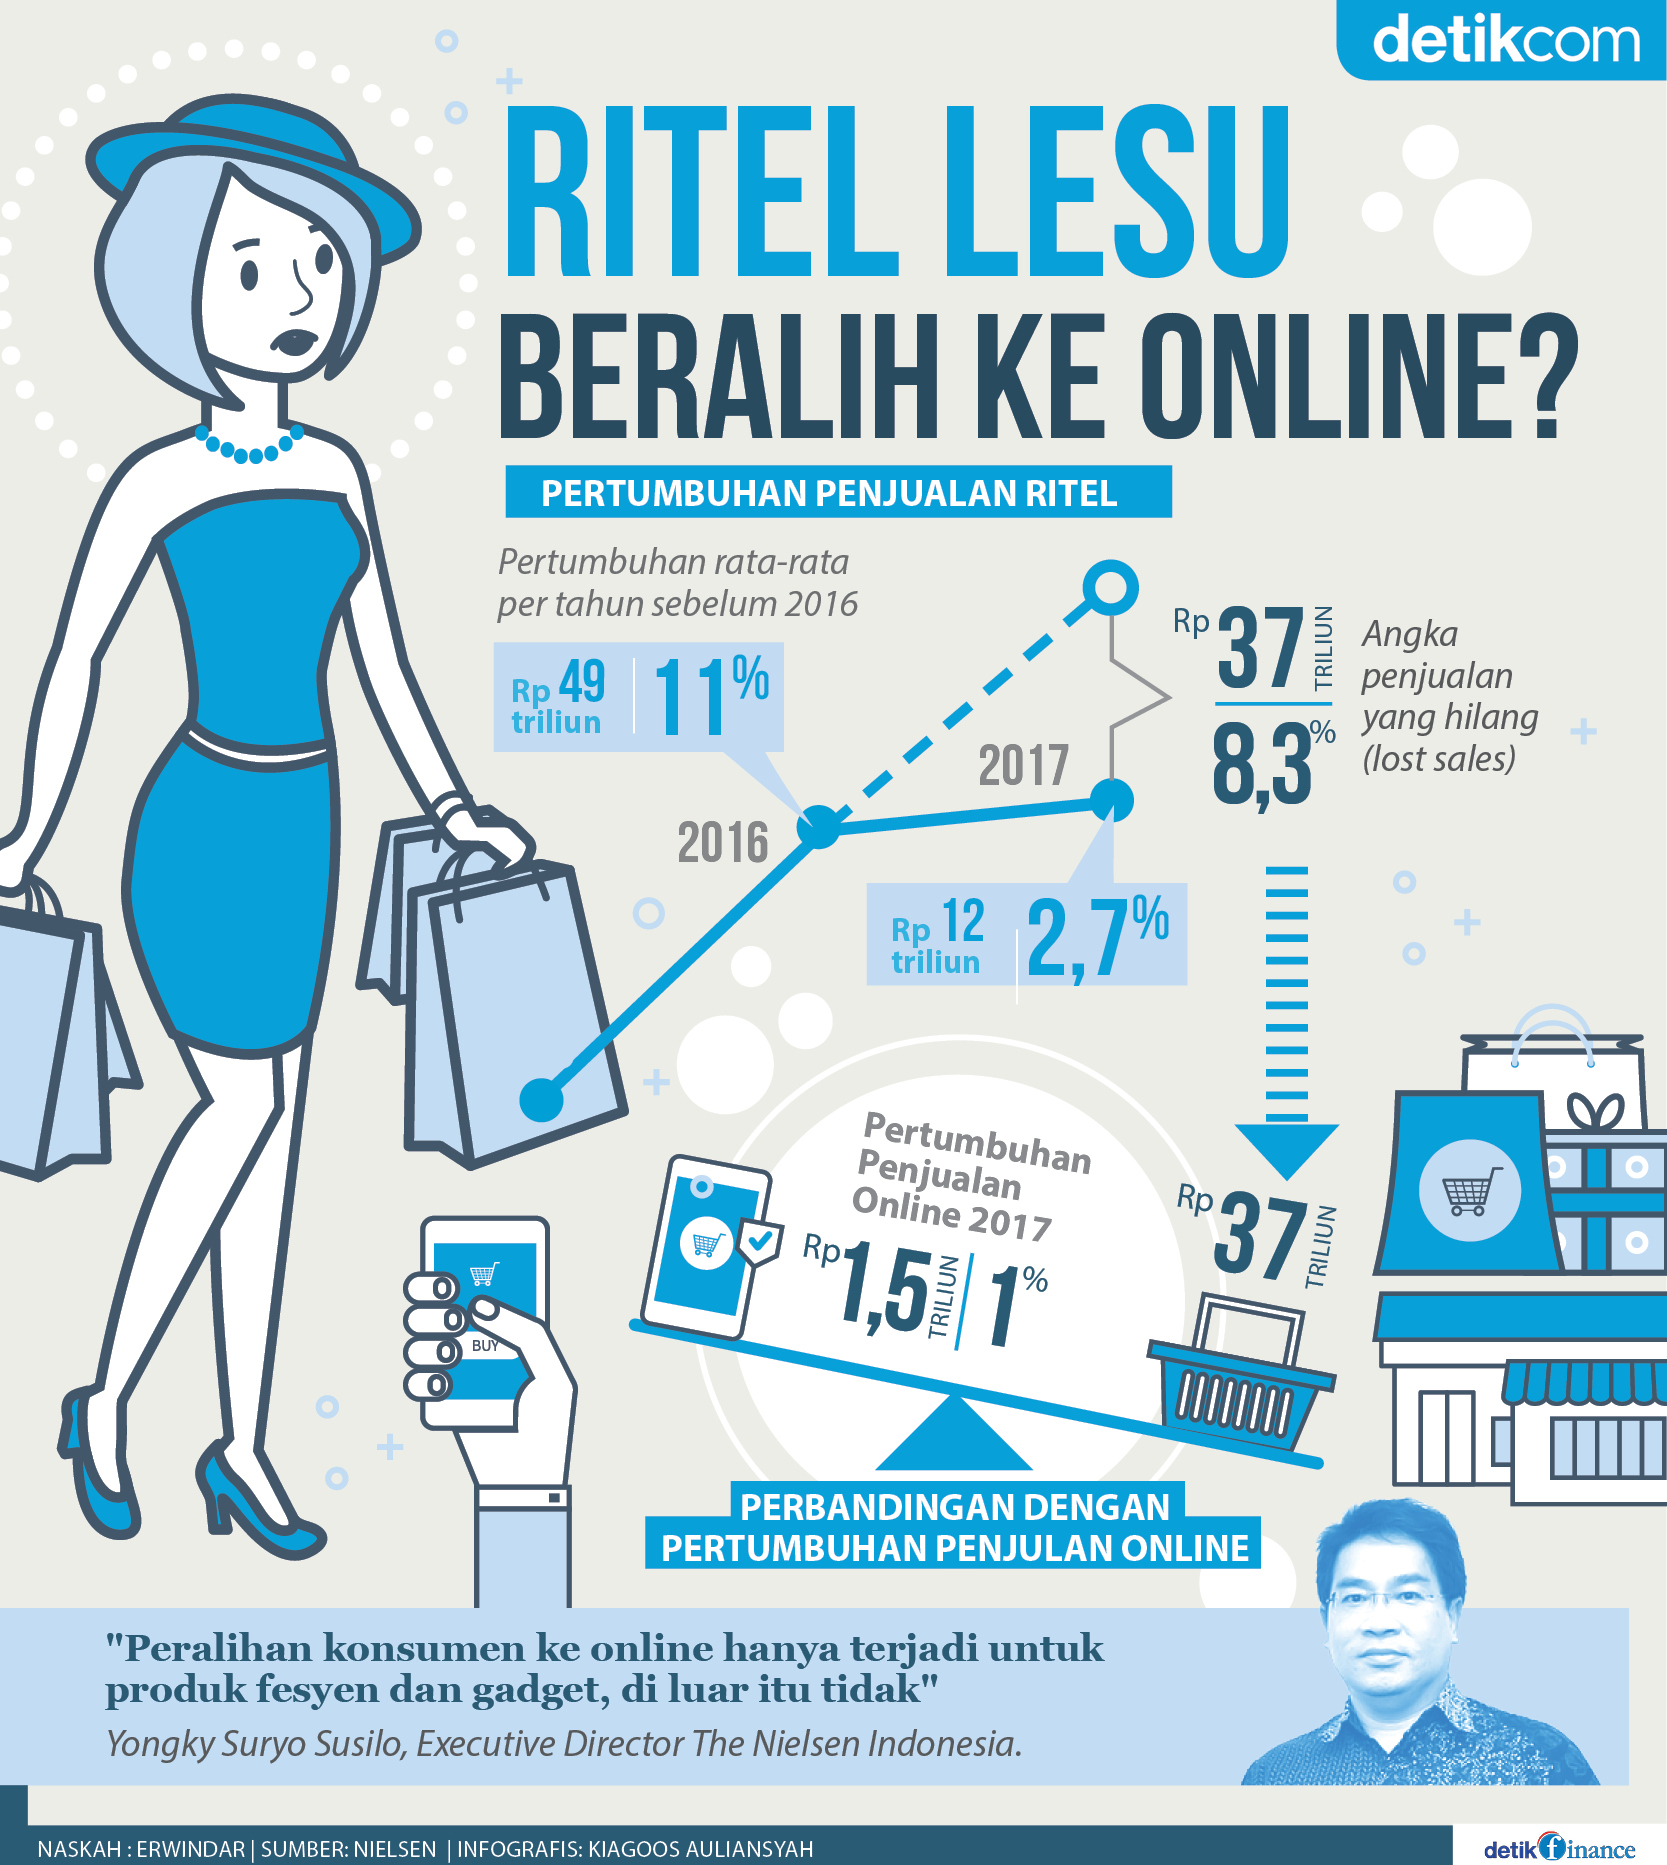 detikcom
RITEL LESU
BERALIH KE ONLINE?
PERTUMBUHAN PENJUALAN RITEL
Pertumbuhan rata-rata
per tahun sebelum 2016
Rp 49
triliun
11%
2016
2017
Rp 12
triliun
2,7%
Rp 37 TRILIUN
8,3%
Angka
penjualan
yang hilang
(lost sales)
Pertumbuhan
Penjualan
Online 2017
Rp 1,5 TRILIUN
1%
Rp 37 TRILIUN
BUY
PERBANDINGAN DENGAN
PERTUMBUHAN PENJULAN ONLINE
"Peralihan konsumen ke online hanya terjadi untuk
produk fesyen dan gadget, di luar itu tidak"
Yongky Suryo Susilo, Executive Director The Nielsen Indonesia.
NASKAH : ERWINDAR | SUMBER: NIELSEN | INFOGRAFIS: KIAGOOS AULIANSYAH
detikfinance